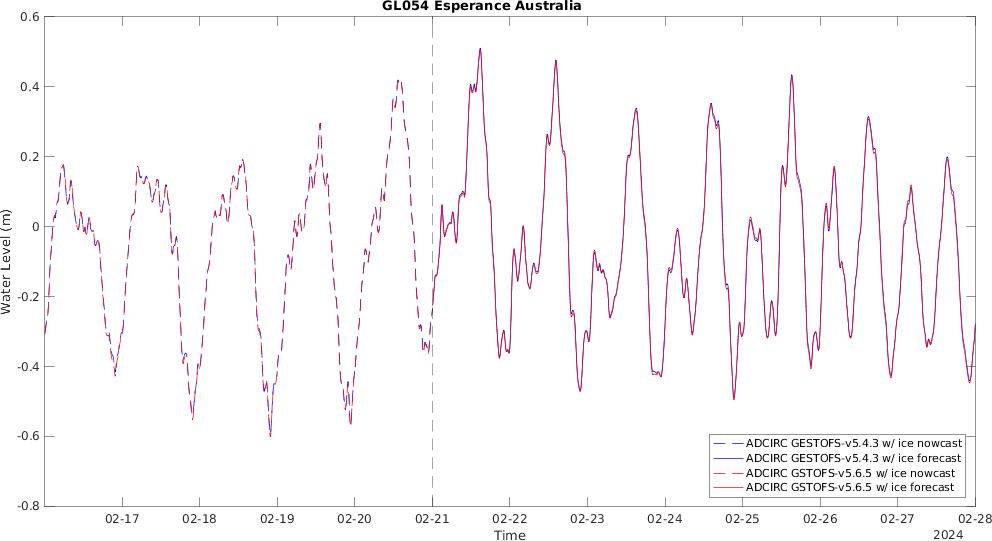 GL054 Esperance Australia
0.6
0.4
0.2
0
-0.2
-0.4
-0.6
-0.8
Water Level (m)
ADCIRC GESTOFS-v5.4.3 w/ ice nowcast
ADCIRC GESTOFS-v5.4.3 w/ ice forecast
ADCIRC GSTOFS-v5.6.5 w/ ice nowcast
ADCIRC GSTOFS-v5.6.5 w/ ice forecast
02-17 02-18 02-19 02-20 02-21 02-22 02-23 02-24 02-25 02-26 02-27 02-28
Time 2024